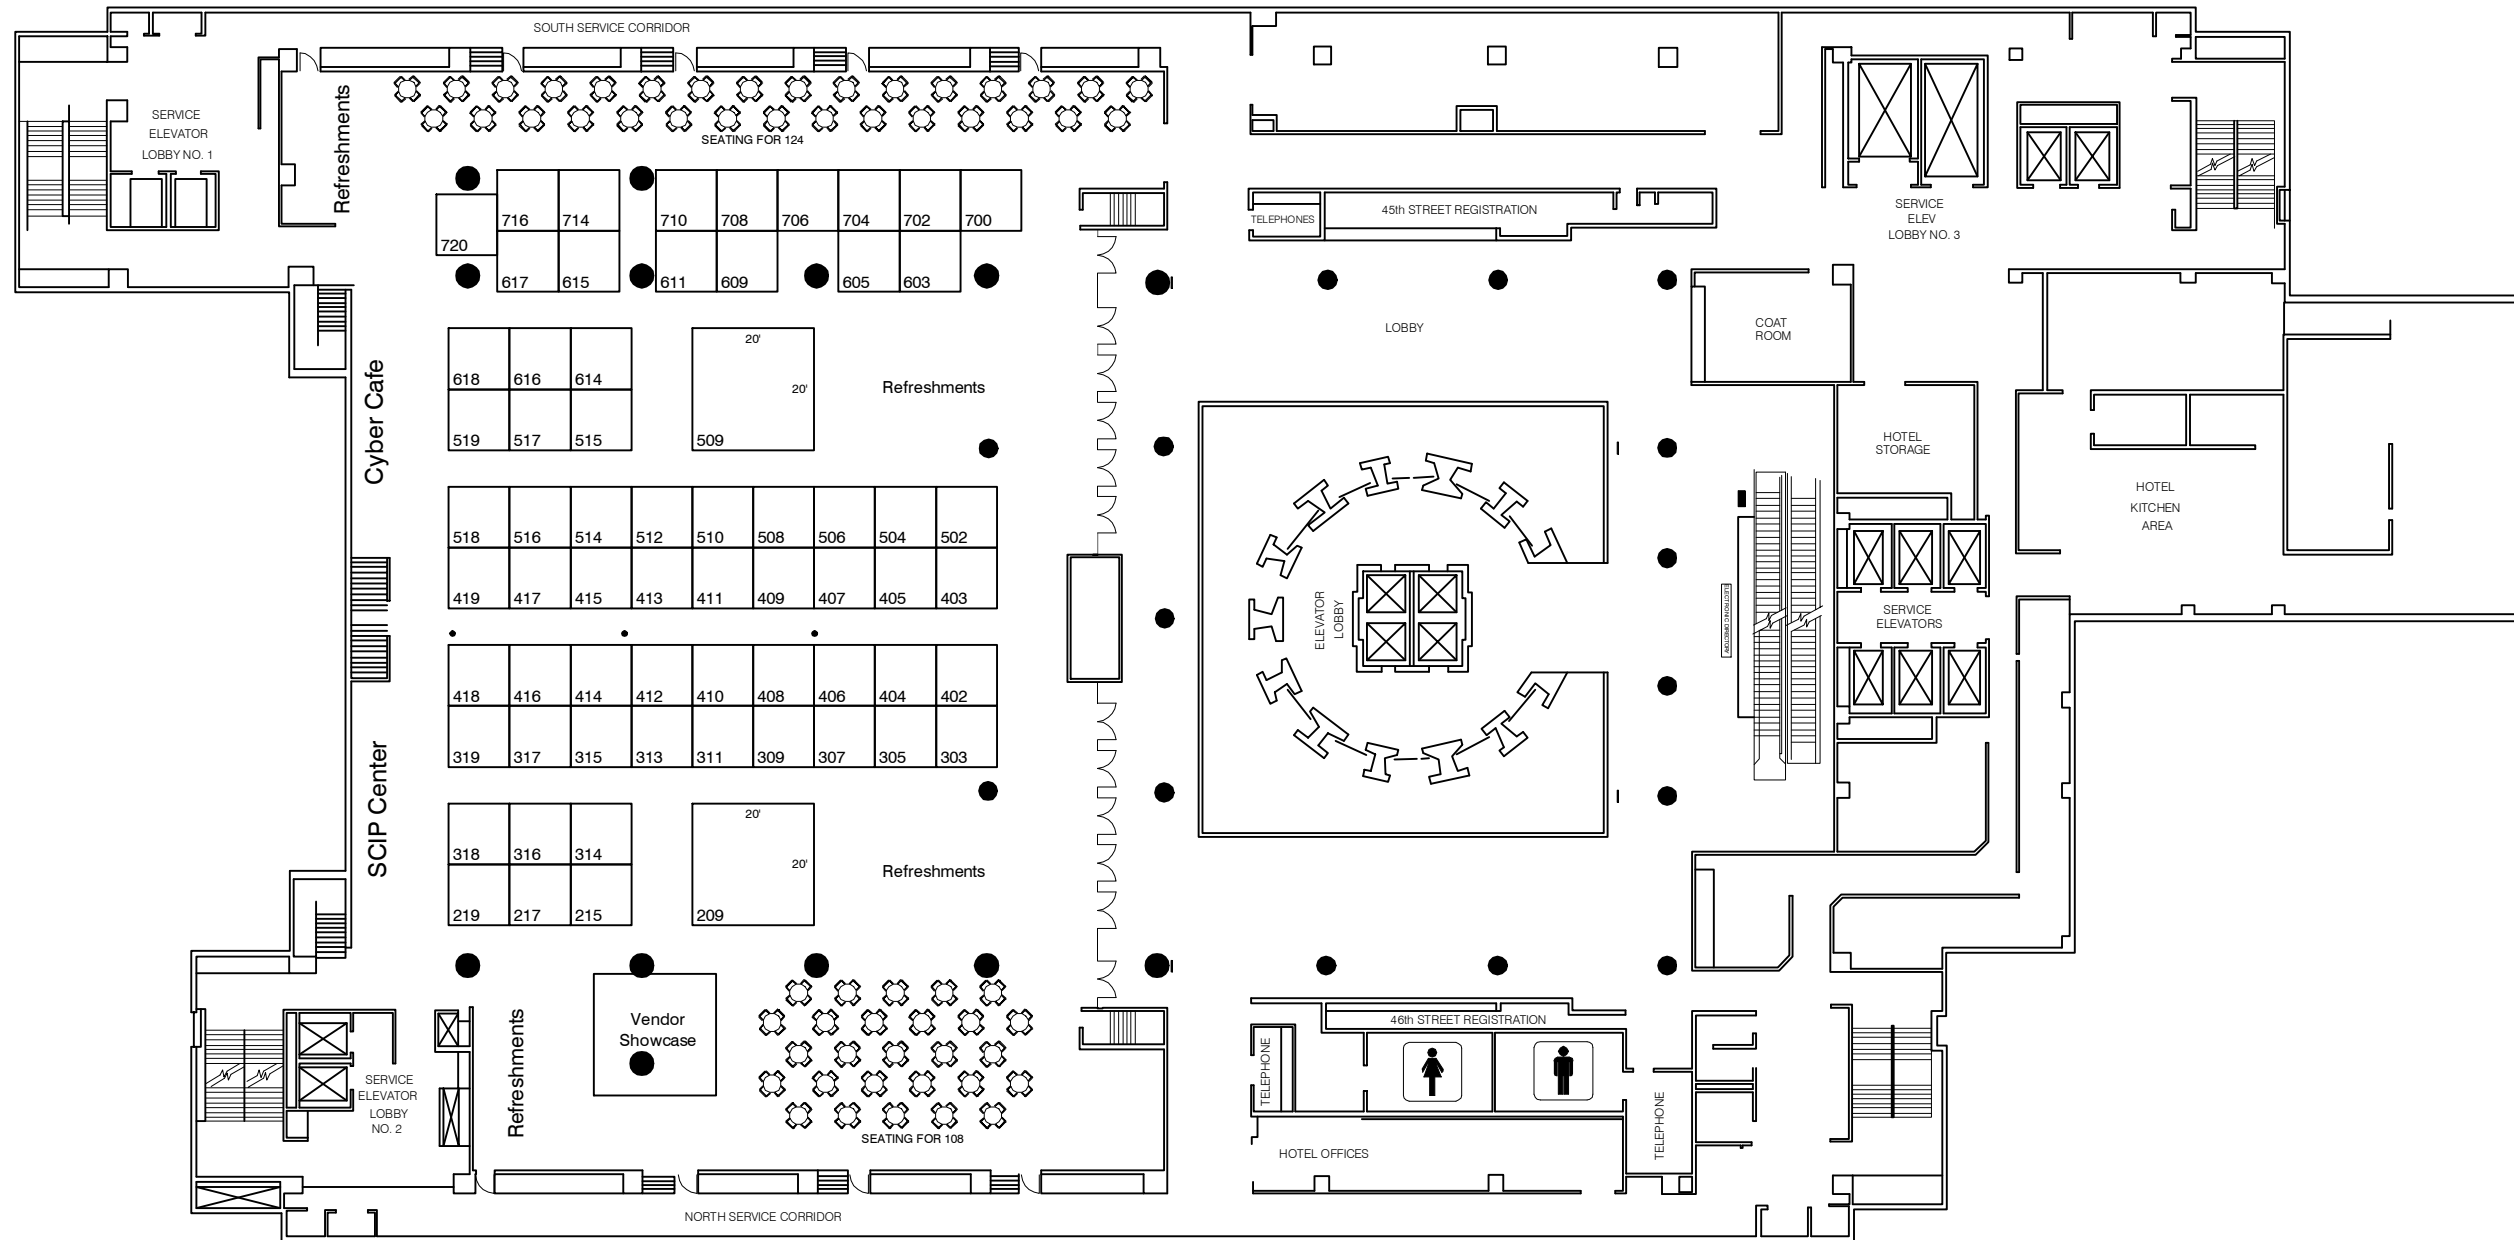 SOUTH SERVICE CORRIDOR
SERVICE
ELEVATOR
LOBBY NO. 1
Refreshments
SEATING FOR 124
716 714 710 708 706 704 702 700
720
617 615 611 609 605 603
TELEPHONES
45th STREET REGISTRATION
SERVICE
ELEV
LOBBY NO. 3
LOBBY
COAT
ROOM
Cyber Cafe
20'
20'
618 616 614
519 517 515 509
Refreshments
HOTEL
STORAGE
HOTEL
KITCHEN
AREA
518 516 514 512 510 508 506 504 502
419 417 415 413 411 409 407 405 403
ELEVATOR
LOBBY
ELECTRONIC DIRECTORY
SERVICE
ELEVATORS
418 416 414 412 410 408 406 404 402
319 317 315 313 311 309 307 305 303
SCIP Center
20'
20'
318 316 314
219 217 215 209
Refreshments
Refreshments
Vendor
Showcase
SEATING FOR 108
SERVICE
ELEVATOR
LOBBY
NO. 2
46th STREET REGISTRATION
TELEPHONE
TELEPHONE
HOTEL OFFICES
NORTH SERVICE CORRIDOR